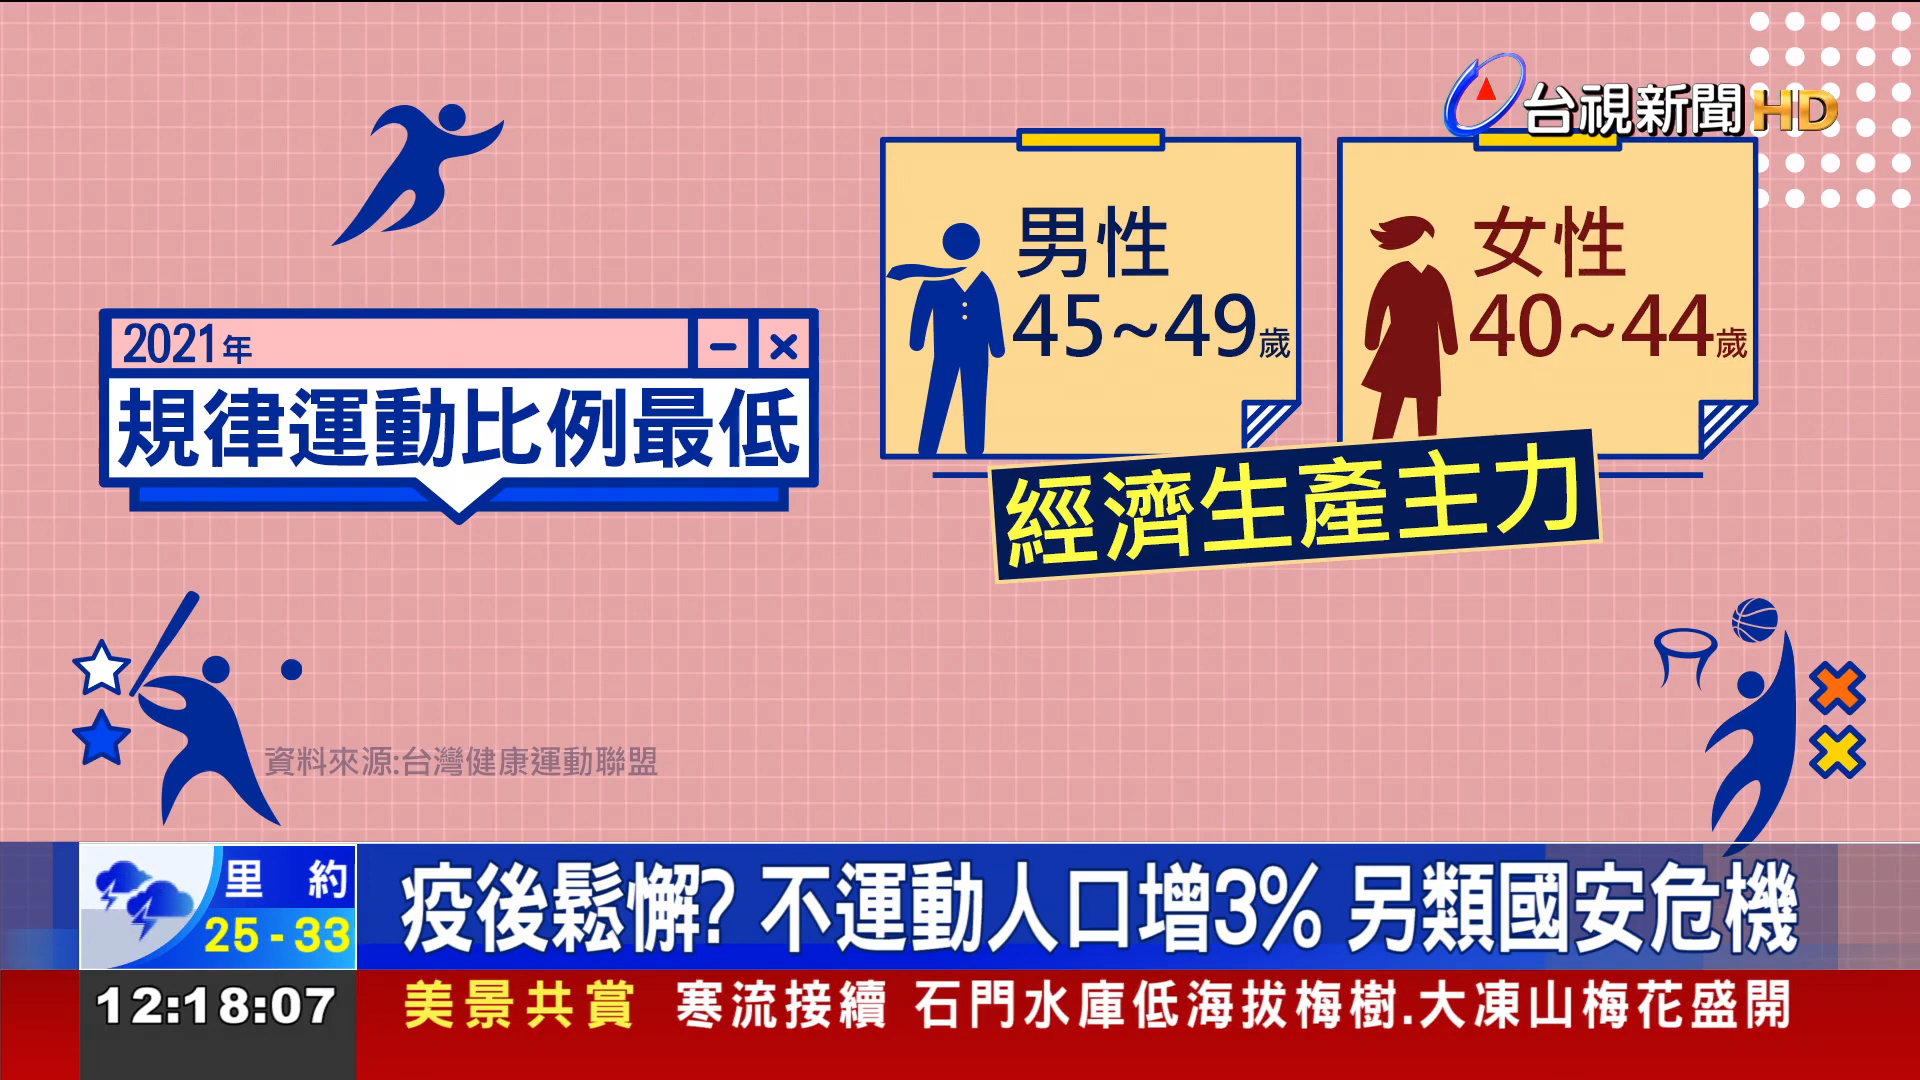 台視新聞HD
2021年
規律運動比例最低
男性
45~49歲
女性
40~44歲
經濟生產主力
資料來源:台灣健康運動聯盟
里約
25-33
疫後鬆懈? 不運動人口增3% 另類國安危機
12:18:07
美景共賞 寒流接續 石門水庫低海拔梅樹.大凍山梅花盛開